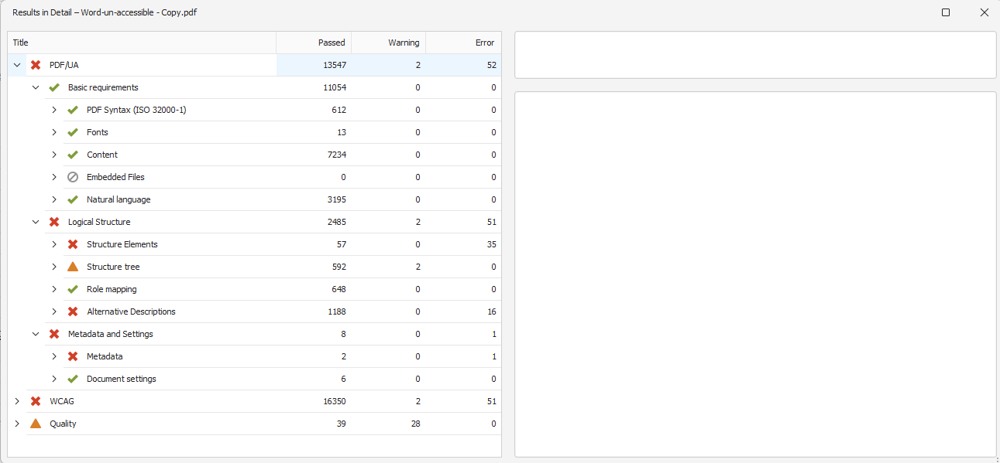 Results in Detail – Word-un-accessible - Copy.pdf
Title Passed Warning Error
PDF/UA 13547 2 52
Basic requirements 11054 0 0
PDF Syntax (ISO 32000-1) 612 0 0
Fonts 13 0 0
Content 7234 0 0
Embedded Files 0 0 0
Natural language 3195 0 0
Logical Structure 2485 2 51
Structure Elements 57 0 35
Structure tree 592 2 0
Role mapping 648 0 0
Alternative Descriptions 1188 0 16
Metadata and Settings 8 0 1
Metadata 2 0 1
Document settings 6 0 0
WCAG 16350 2 51
Quality 39 28 0